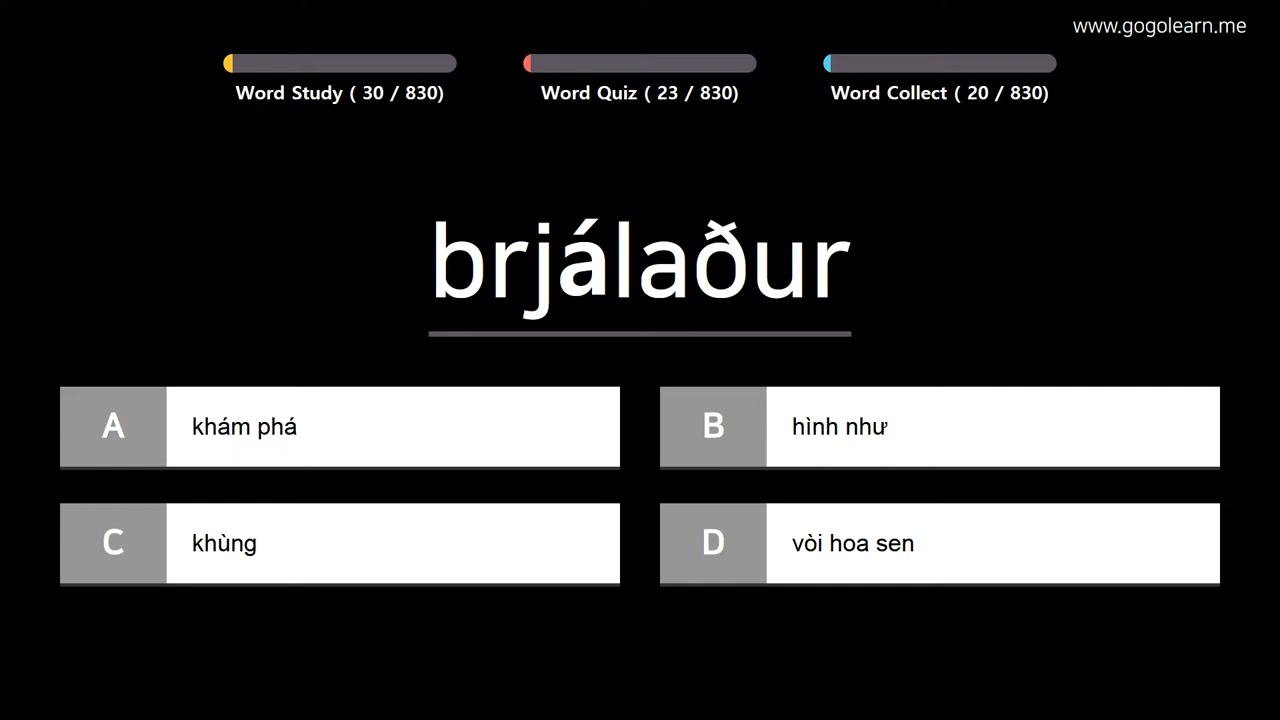 www.gogolearn.me
Word Study ( 30 / 830)
Word Quiz ( 23 / 830)
Word Collect ( 20 / 830)
brjálaður
A khám phá
B hình như
C khùng
D vòi hoa sen